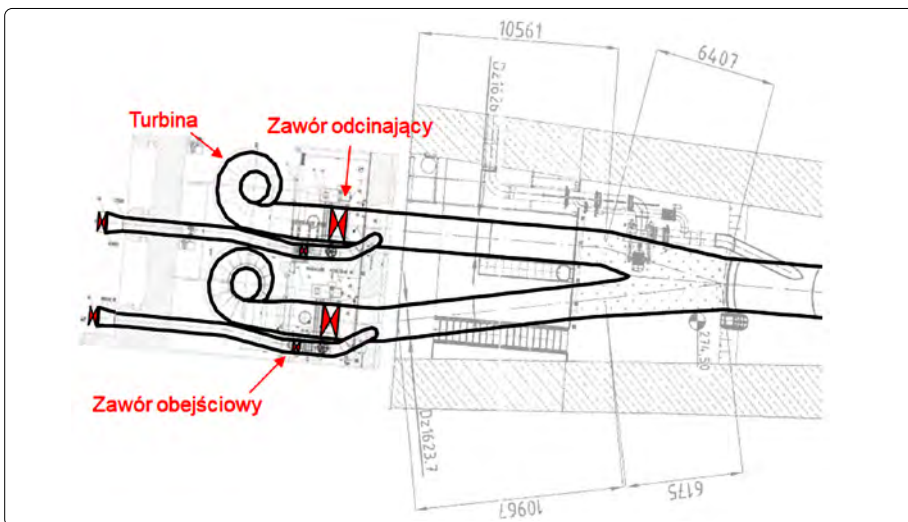 10561
6407
Turbina
Zawór odcinający
274.50
Zawór obejściowy
Dz1623.7
10967
6175